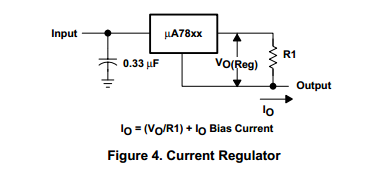 Input
µA78xx
0.33 µF
VO(Reg)
R1
Output
IO
IO = (VO/R1) + IO Bias Current
Figure 4. Current Regulator